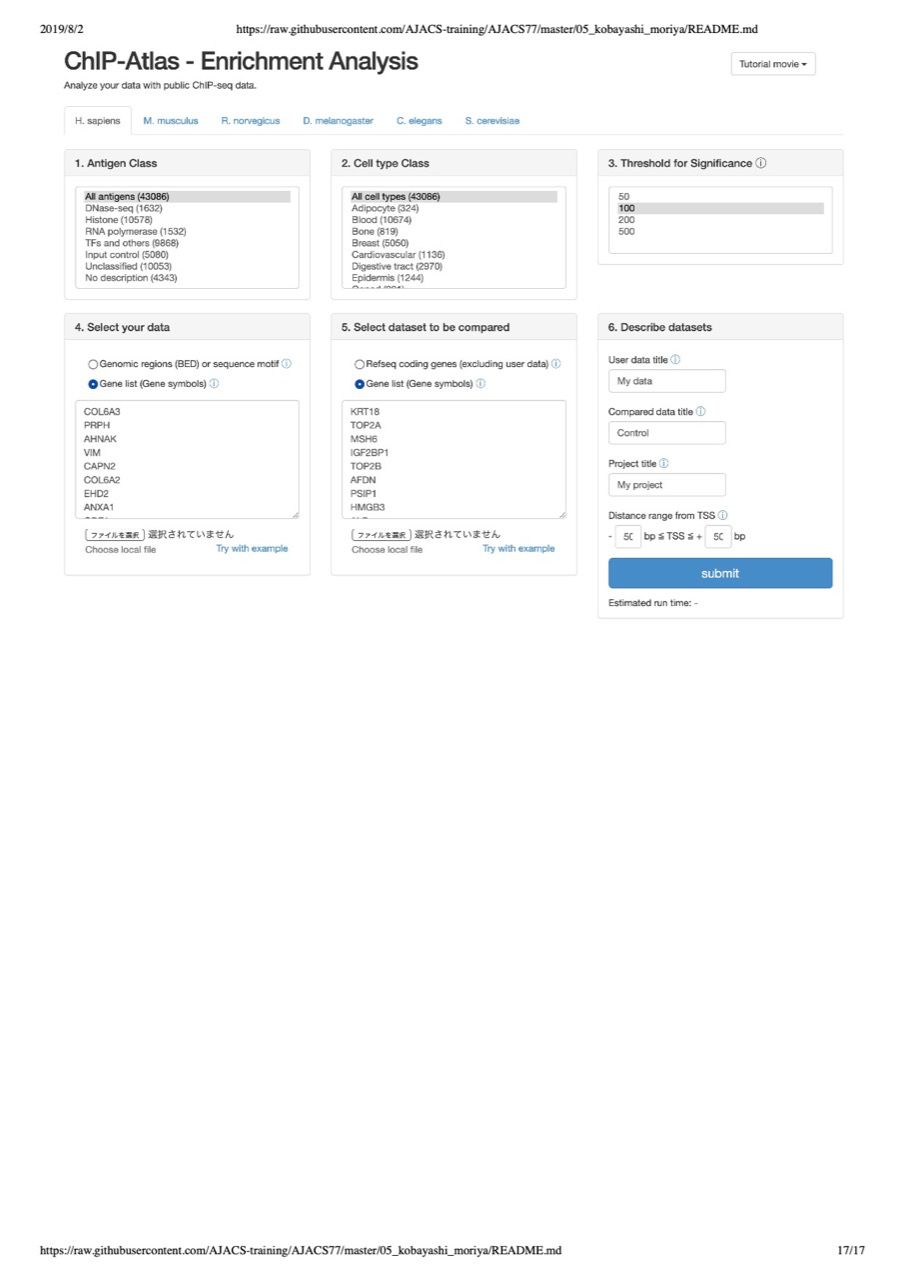 2019/8/2
https://raw.githubusercontent.com/AJACS-training/AJACS77/master/05_kobayashi_moriya/README.md
ChIP-Atlas - Enrichment Analysis
Tutorial movie
Analyze your data with public ChIP-seq data.
H. sapiens
M. musculus
R. norvegicus
D. melanogaster
C. elegans
S. cerevisiae
1. Antigen Class
All antigens (43086)
DNase-seq (1632)
Histone (10578)
RNA polymerase (1532)
TFs and others (9868)
Input control (5080)
Unclassified (10053)
No description (4343)
2. Cell type Class
All cell types (43086)
Adipocyte (324)
Blood (10674)
Bone (819)
Breast (5050)
Cardiovascular (1136)
Digestive tract (2970)
Epidermis (1244)
3. Threshold for Significance ⓘ
50
100
200
500
4. Select your data
Genomic regions (BED) or sequence motif ⓘ
Gene list (Gene symbols) ⓘ
COL6A3
PRPH
AHNAK
VIM
CAPN2
COL6A2
EHD2
ANXA1
ファイルを選択 選択されていません
Choose local file
Try with example
5. Select dataset to be compared
Refseq coding genes (excluding user data) ⓘ
Gene list (Gene symbols) ⓘ
KRT18
TOP2A
MSH6
IGF2BP1
TOP2B
AFDN
PSIP1
HMGB3
ファイルを選択 選択されていません
Choose local file
Try with example
6. Describe datasets
User data title ⓘ
My data
Compared data title ⓘ
Control
Project title ⓘ
My project
Distance range from TSS ⓘ
- 50 bp ≦ TSS ≦ + 50 bp
submit
Estimated run time: -
https://raw.githubusercontent.com/AJACS-training/AJACS77/master/05_kobayashi_moriya/README.md
17/17